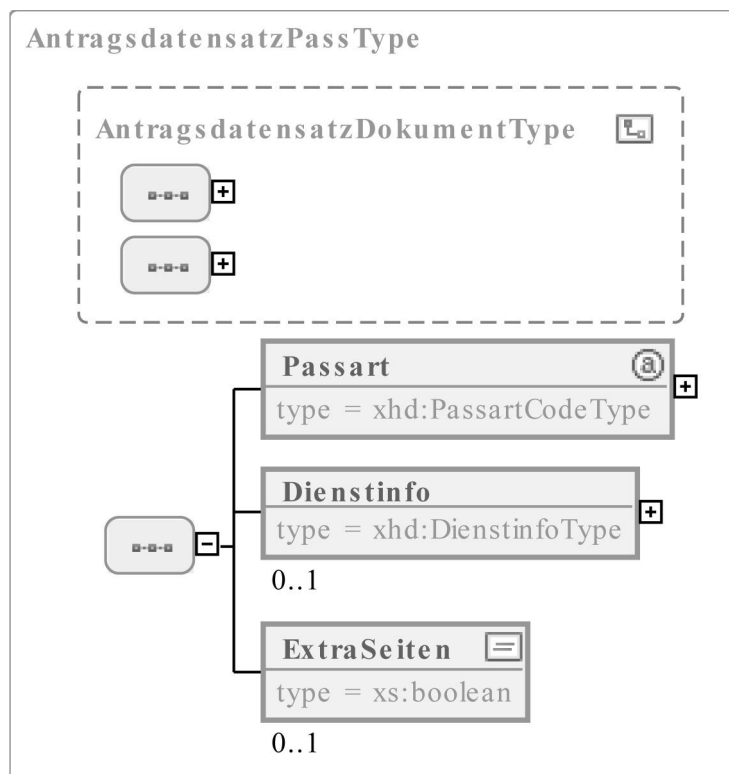 AntragsdatensatzPassType
AntragsdatensatzDokumentType
Passart
type = xhd:PassartCodeType
Dienstinfo
type = xhd:DienstinfoType
0..1
ExtraSeiten
type = xs:boolean
0..1